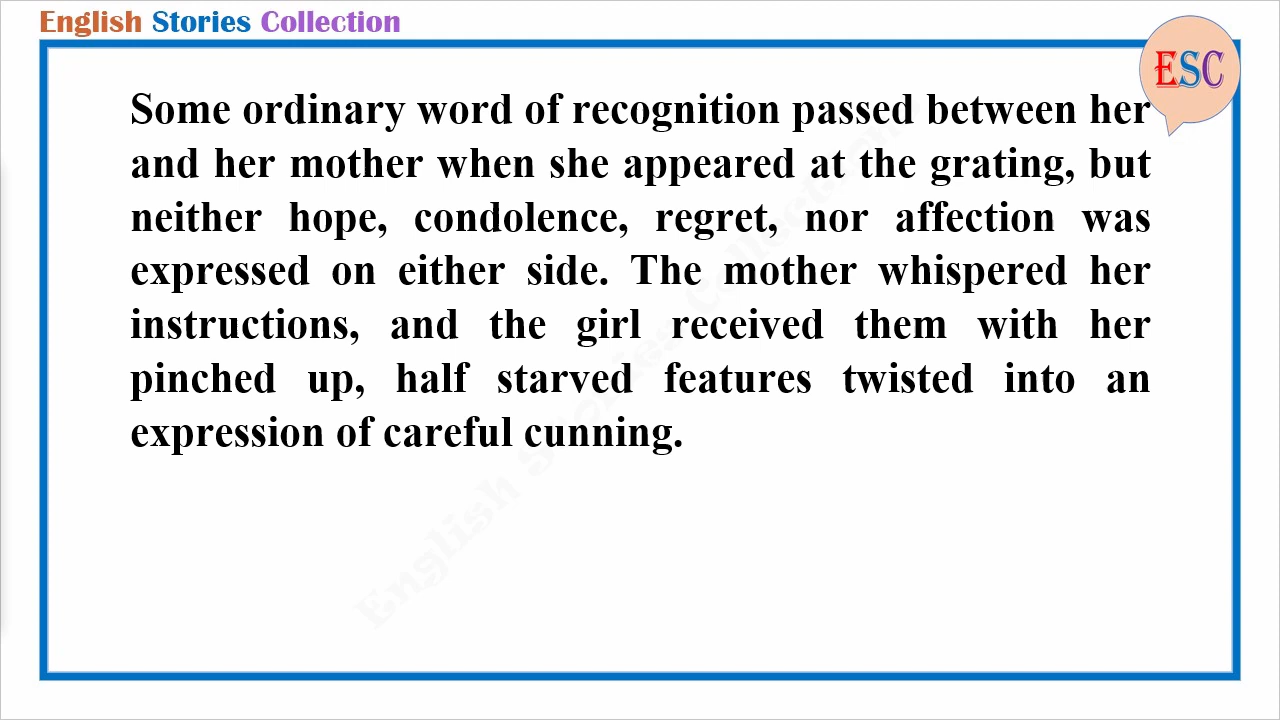 English Stories Collection
ESC
Some ordinary word of recognition passed between her
and her mother when she appeared at the grating, but
neither hope, condolence, regret, nor affection was
expressed on either side. The mother whispered her
instructions, and the girl received them with her
pinched up, half starved features twisted into an
expression of careful cunning.
English Stories Collection